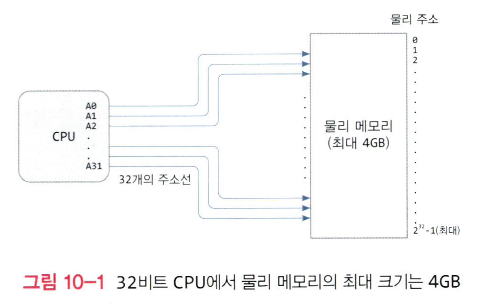 물리 주소
0
1
2
A0
A1
A2
CPU
A31
32개의 주소선
물리 메모리
(최대 4GB)
2³²-1(최대)
그림 10-1 32비트 CPU에서 물리 메모리의 최대 크기는 4GB